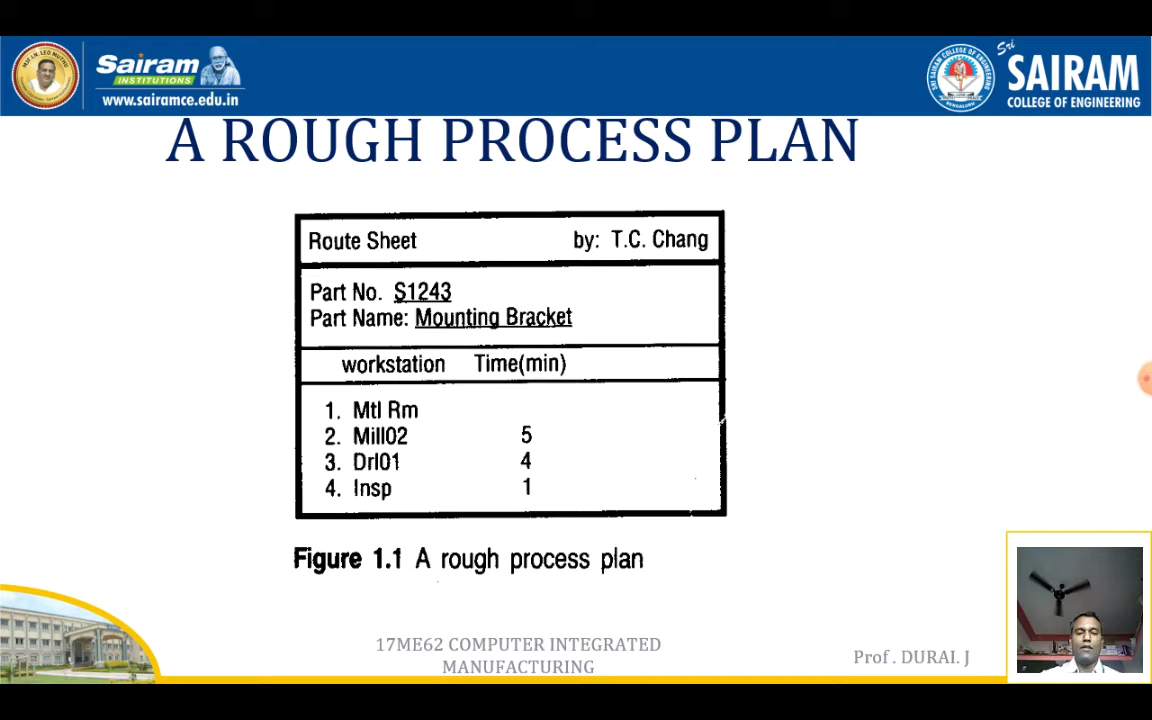 Sairam
INSTITUTIONS
www.sairamce.edu.in
Sri
SAIRAM
COLLEGE OF ENGINEERING
A ROUGH PROCESS PLAN
Route Sheet by: T.C. Chang
Part No. S1243
Part Name: Mounting Bracket
workstation Time(min)
1. Mtl Rm
2. Mill02 5
3. Drl01 4
4. Insp 1
Figure 1.1 A rough process plan
17ME62 COMPUTER INTEGRATED
MANUFACTURING
Prof . DURAI. J